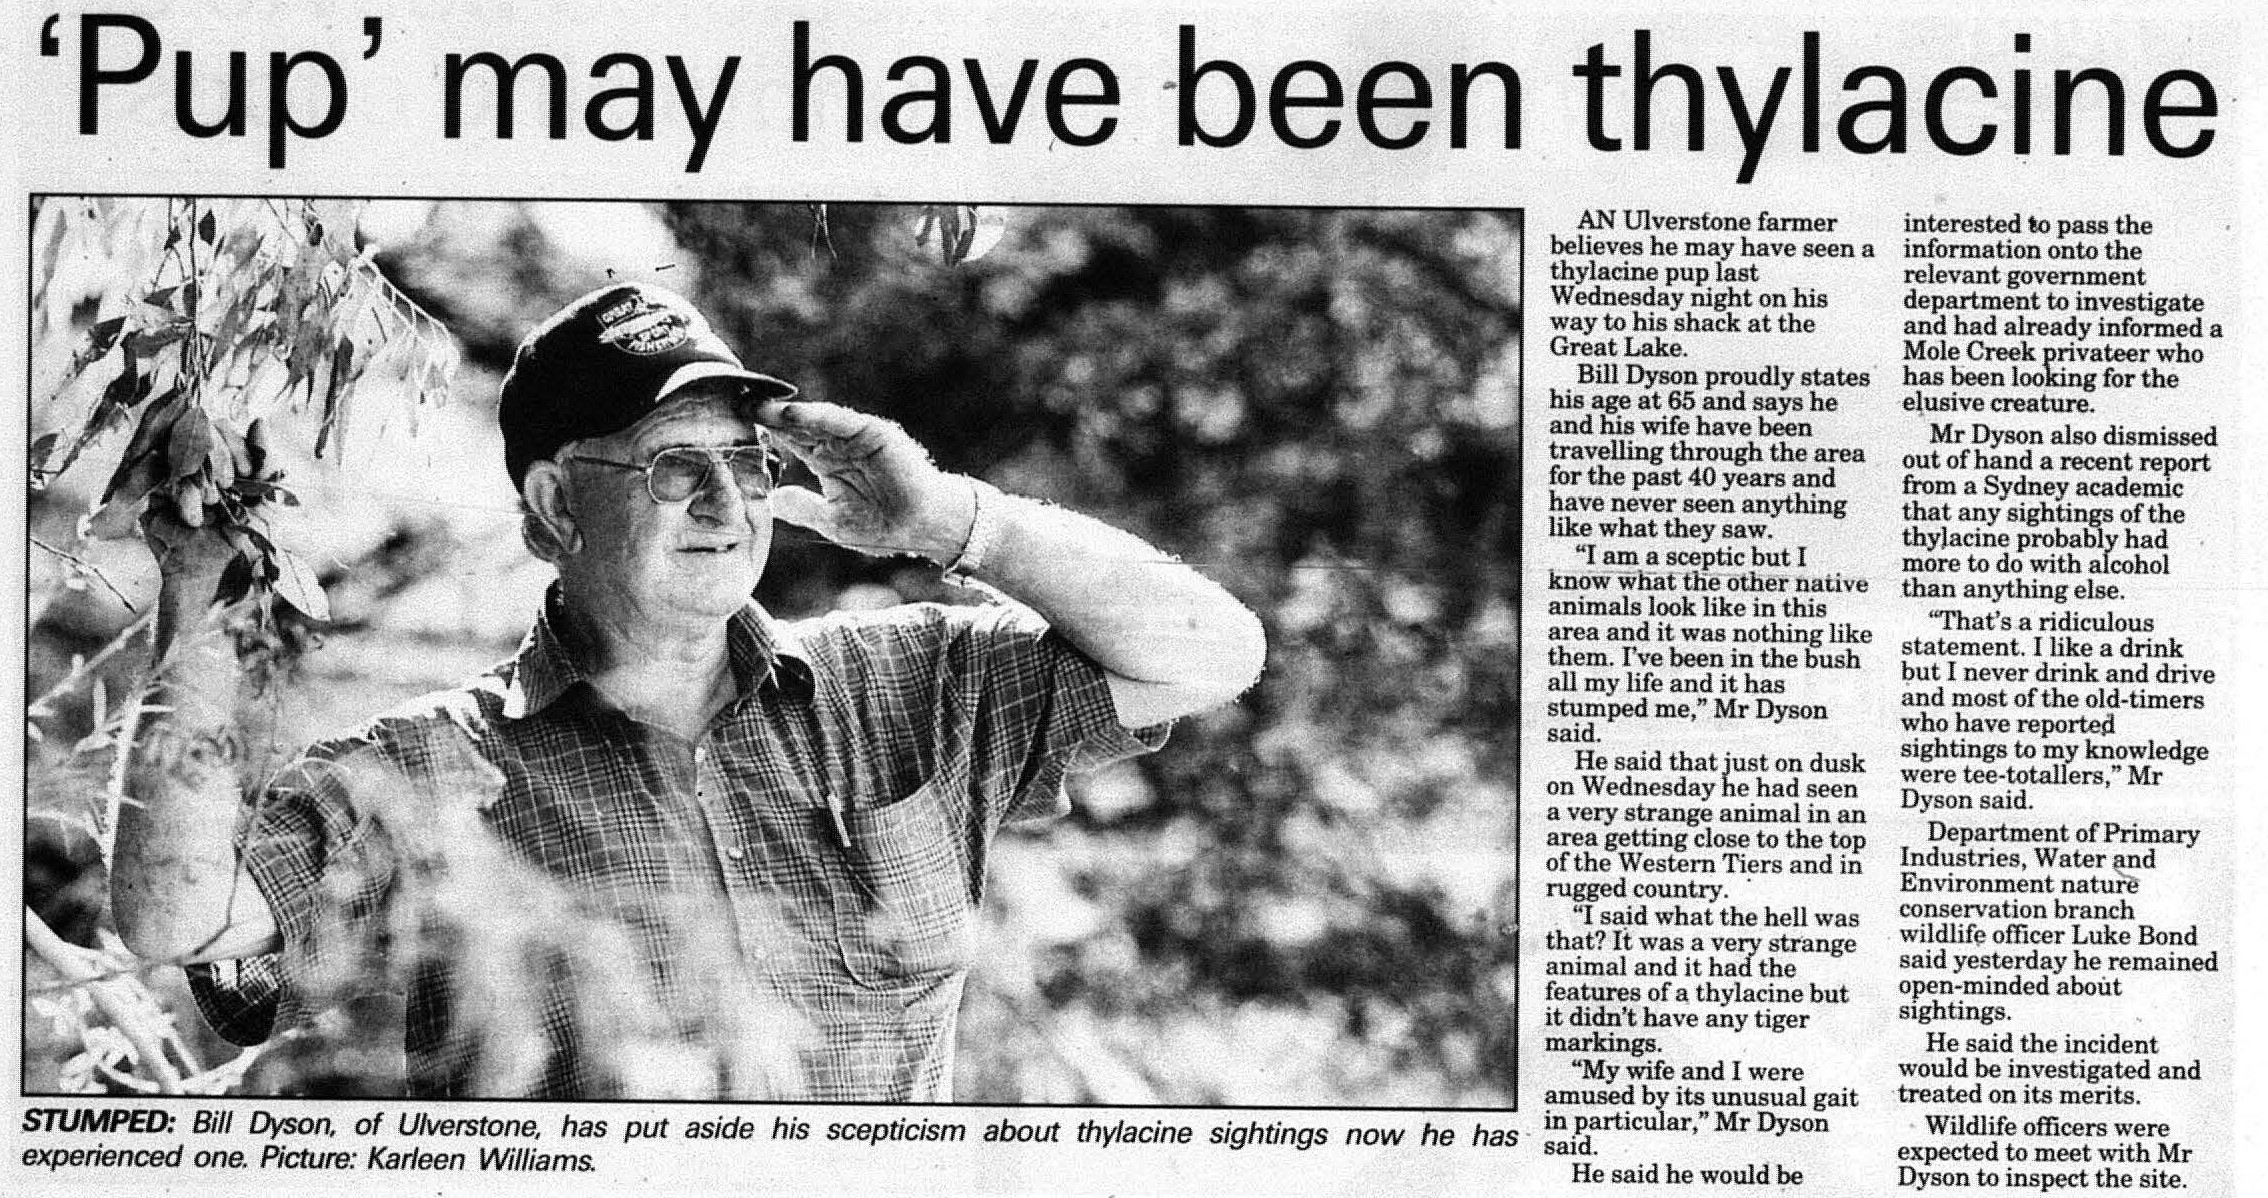 ‘Pup’ may have been thylacine
AN Ulverstone farmer
believes he may have seen a
thylacine pup last
Wednesday night on his
way to his shack at the
Great Lake.
Bill Dyson proudly states
his age at 65 and says he
and his wife have been
travelling through the area
for the past 40 years and
have never seen anything
like what they saw.
“I am a sceptic but I
know what the other native
animals look like in this
area and it was nothing like
them. I’ve been in the bush
all my life and it has
stumped me,” Mr Dyson
said.
He said that just on dusk
on Wednesday he had seen
a very strange animal in an
area getting close to the top
of the Western Tiers and in
rugged country.
“I said what the hell was
that? It was a very strange
animal and it had the
features of a thylacine but
it didn’t have any tiger
markings.
“My wife and I were
amused by its unusual gait
in particular,” Mr Dyson
said.
He said he would be
interested to pass the
information onto the
relevant government
department to investigate
and had already informed a
Mole Creek privateer who
has been looking for the
elusive creature.
Mr Dyson also dismissed
out of hand a recent report
from a Sydney academic
that any sightings of the
thylacine probably had
more to do with alcohol
than anything else.
“That’s a ridiculous
statement. I like a drink
but I never drink and drive
and most of the old-timers
who have reported
sightings to my knowledge
were tee-totallers,” Mr
Dyson said.
Department of Primary
Industries, Water and
Environment nature
conservation branch
wildlife officer Luke Bond
said yesterday he remained
open-minded about
sightings.
He said the incident
would be investigated and
treated on its merits.
Wildlife officers were
expected to meet with Mr
Dyson to inspect the site.
STUMPED: Bill Dyson, of Ulverstone, has put aside his scepticism about thylacine sightings now he has
experienced one. Picture: Karleen Williams.